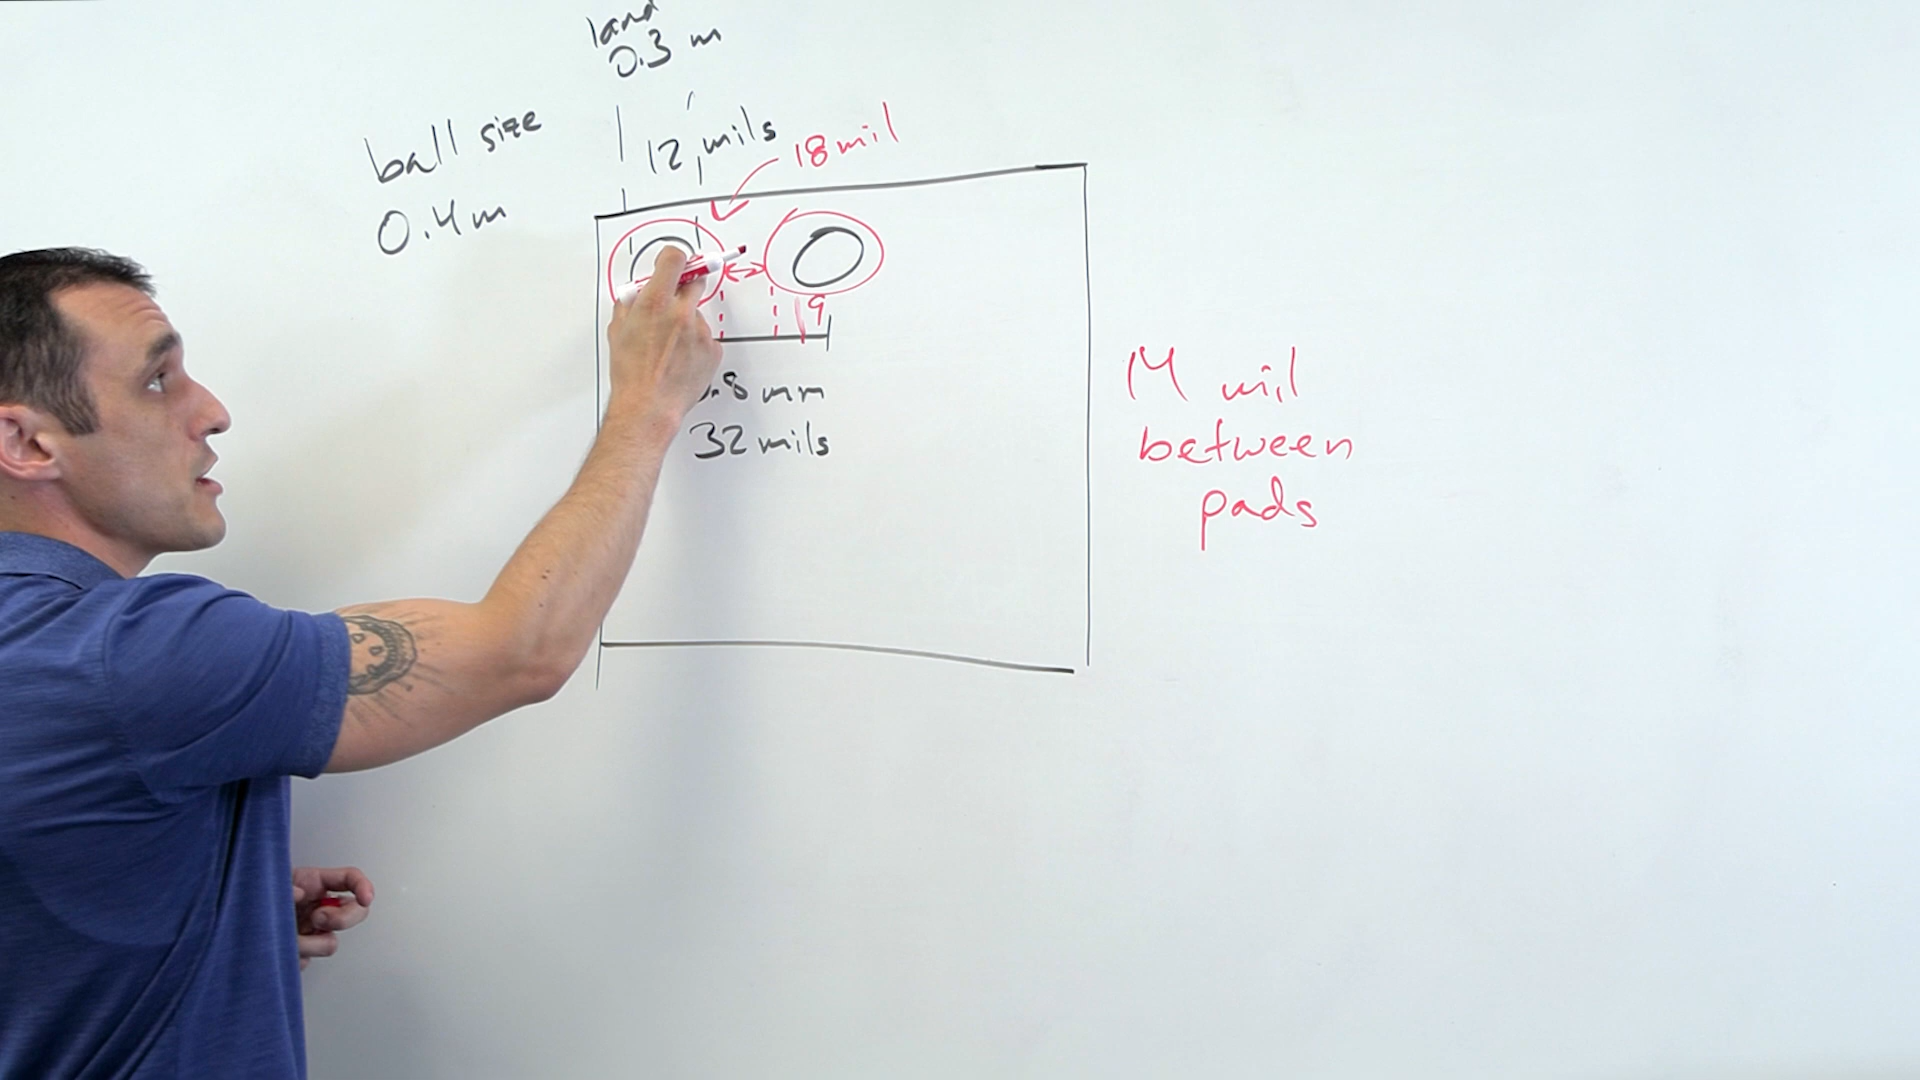 land
0.3 m
ball size
0.4m
12 mils
18 mil
9
.8 mm
32 mils
14 mil
between
pads